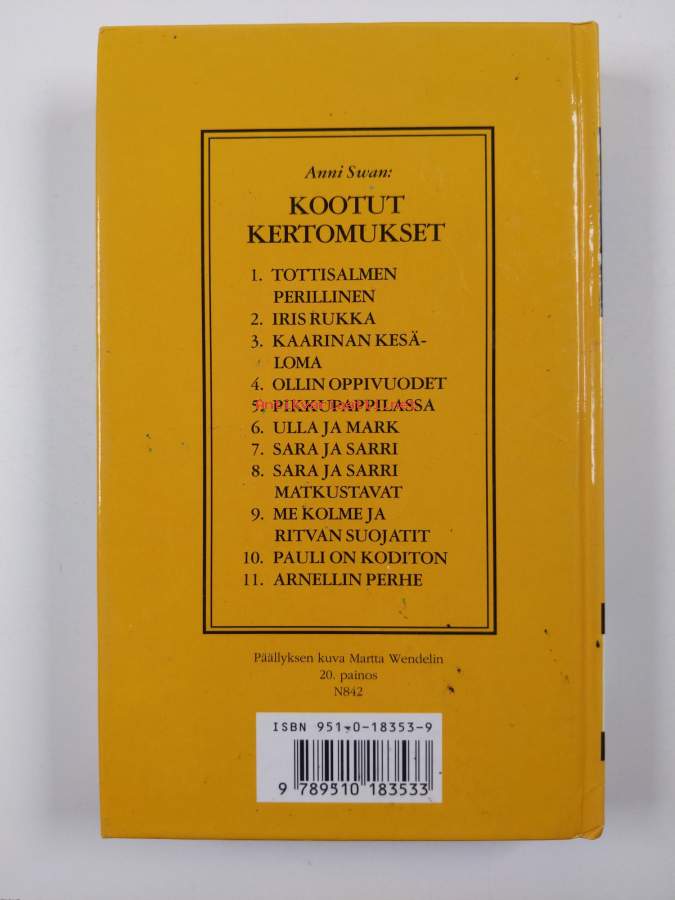 Anni Swan:
KOOTUT
KERTOMUKSET
1. TOTTISALMEN
PERILLINEN
2. IRIS RUKKA
3. KAARINAN KESÄ-
LOMA
4. OLLIN OPPIVUODET
5. PIKKUPAPPILASSA
6. ULLA JA MARK
7. SARA JA SARRI
8. SARA JA SARRI
MATKUSTAVAT
9. ME KOLME JA
RITVAN SUOJATIT
10. PAULI ON KODITON
11. ARNELLIN PERHE
Päällyksen kuva Martta Wendelin
20. painos
N842
ISBN 951-0-18353-9
9 789510 183533